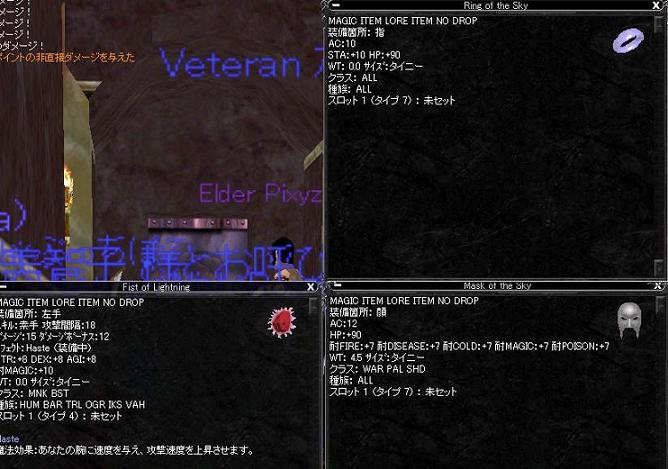 メージ！
メージ！
メージ！
のダメージ！
ポイントの非直接ダメージを与えた
Veteran
Elder Pixyz
a)
Ring of the Sky
MAGIC ITEM LORE ITEM NO DROP
装備箇所: 指
AC:10
STA:+10 HP:+90
WT: 0.0 サイズ:タイニー
クラス: ALL
種族: ALL
スロット 1 (タイプ 7) : 未セット
Fist of Lightning
MAGIC ITEM LORE ITEM NO DROP
装備箇所: 左手
スキル: 素手 攻撃間隔:18
ダメージ:15 ダメージボーナス:12
エフェクト: Haste (装備中)
STR:+8 DEX:+8 AGI:+8
耐MAGIC:+10
WT: 0.0 サイズ:タイニー
クラス: MNK BST
種族: HUM BAR TRL OGR IKS VAH
スロット 1 (タイプ 4) : 未セット
Haste
魔法効果:あなたの腕に速度を与え、攻撃速度を上昇させます。
Mask of the Sky
MAGIC ITEM LORE ITEM NO DROP
装備箇所: 顔
AC:12
HP:+90
耐FIRE:+7 耐DISEASE:+7 耐COLD:+7 耐MAGIC:+7 耐POISON:+7
WT: 4.5 サイズ:タイニー
クラス: WAR PAL SHD
種族: ALL
スロット 1 (タイプ 7) : 未セット